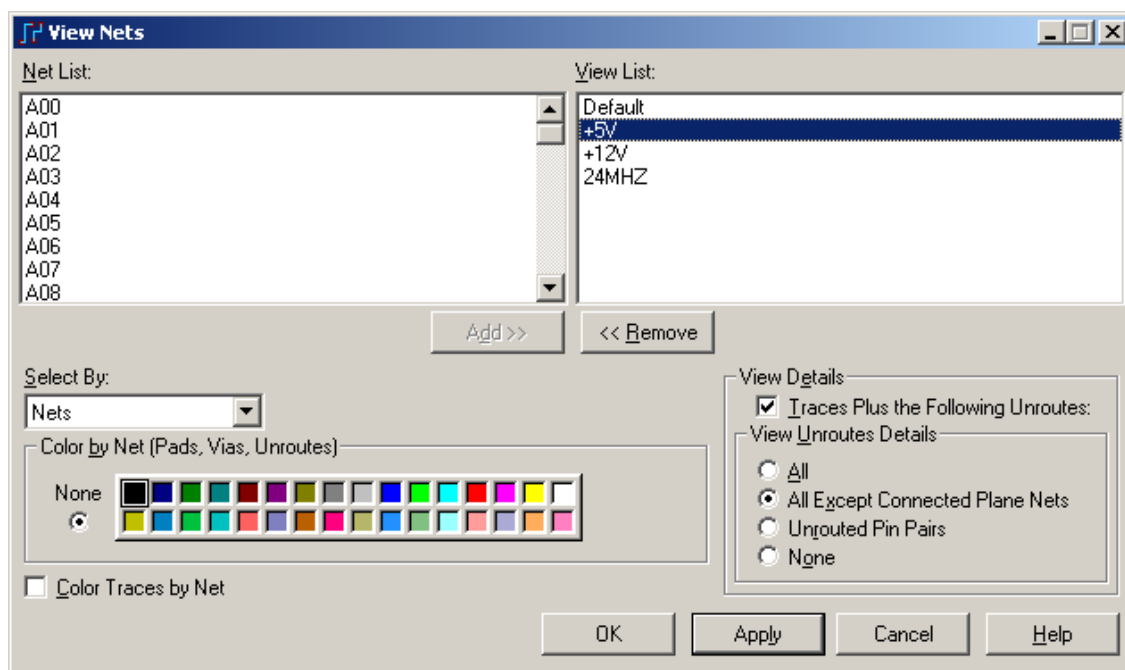 View Nets
Net List:
A00
A01
A02
A03
A04
A05
A06
A07
A08
View List:
Default
+5V
+12V
24MHZ
Add >>
<< Remove
Select By:
Nets
Color by Net (Pads, Vias, Unroutes)
None
Color Traces by Net
View Details
Traces Plus the Following Unroutes:
View Unroutes Details
All
All Except Connected Plane Nets
Unrouted Pin Pairs
None
OK
Apply
Cancel
Help